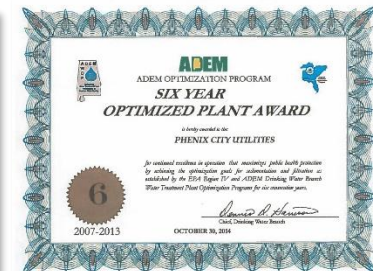 ADEM
ADEM OPTIMIZATION PROGRAM
SIX YEAR
OPTIMIZED PLANT AWARD
is hereby awarded to the
PHENIX CITY UTILITIES
for continued excellence in operation that maximizes public health protection
by achieving the optimization goals for sedimentation and filtration as
established by the EPA Region IV and ADEM Drinking Water Branch
Water Treatment Plant Optimization Program for six consecutive years.
6
2007-2013
OCTOBER 30, 2014
Dennis D. Harrison
Chief, Drinking Water Branch